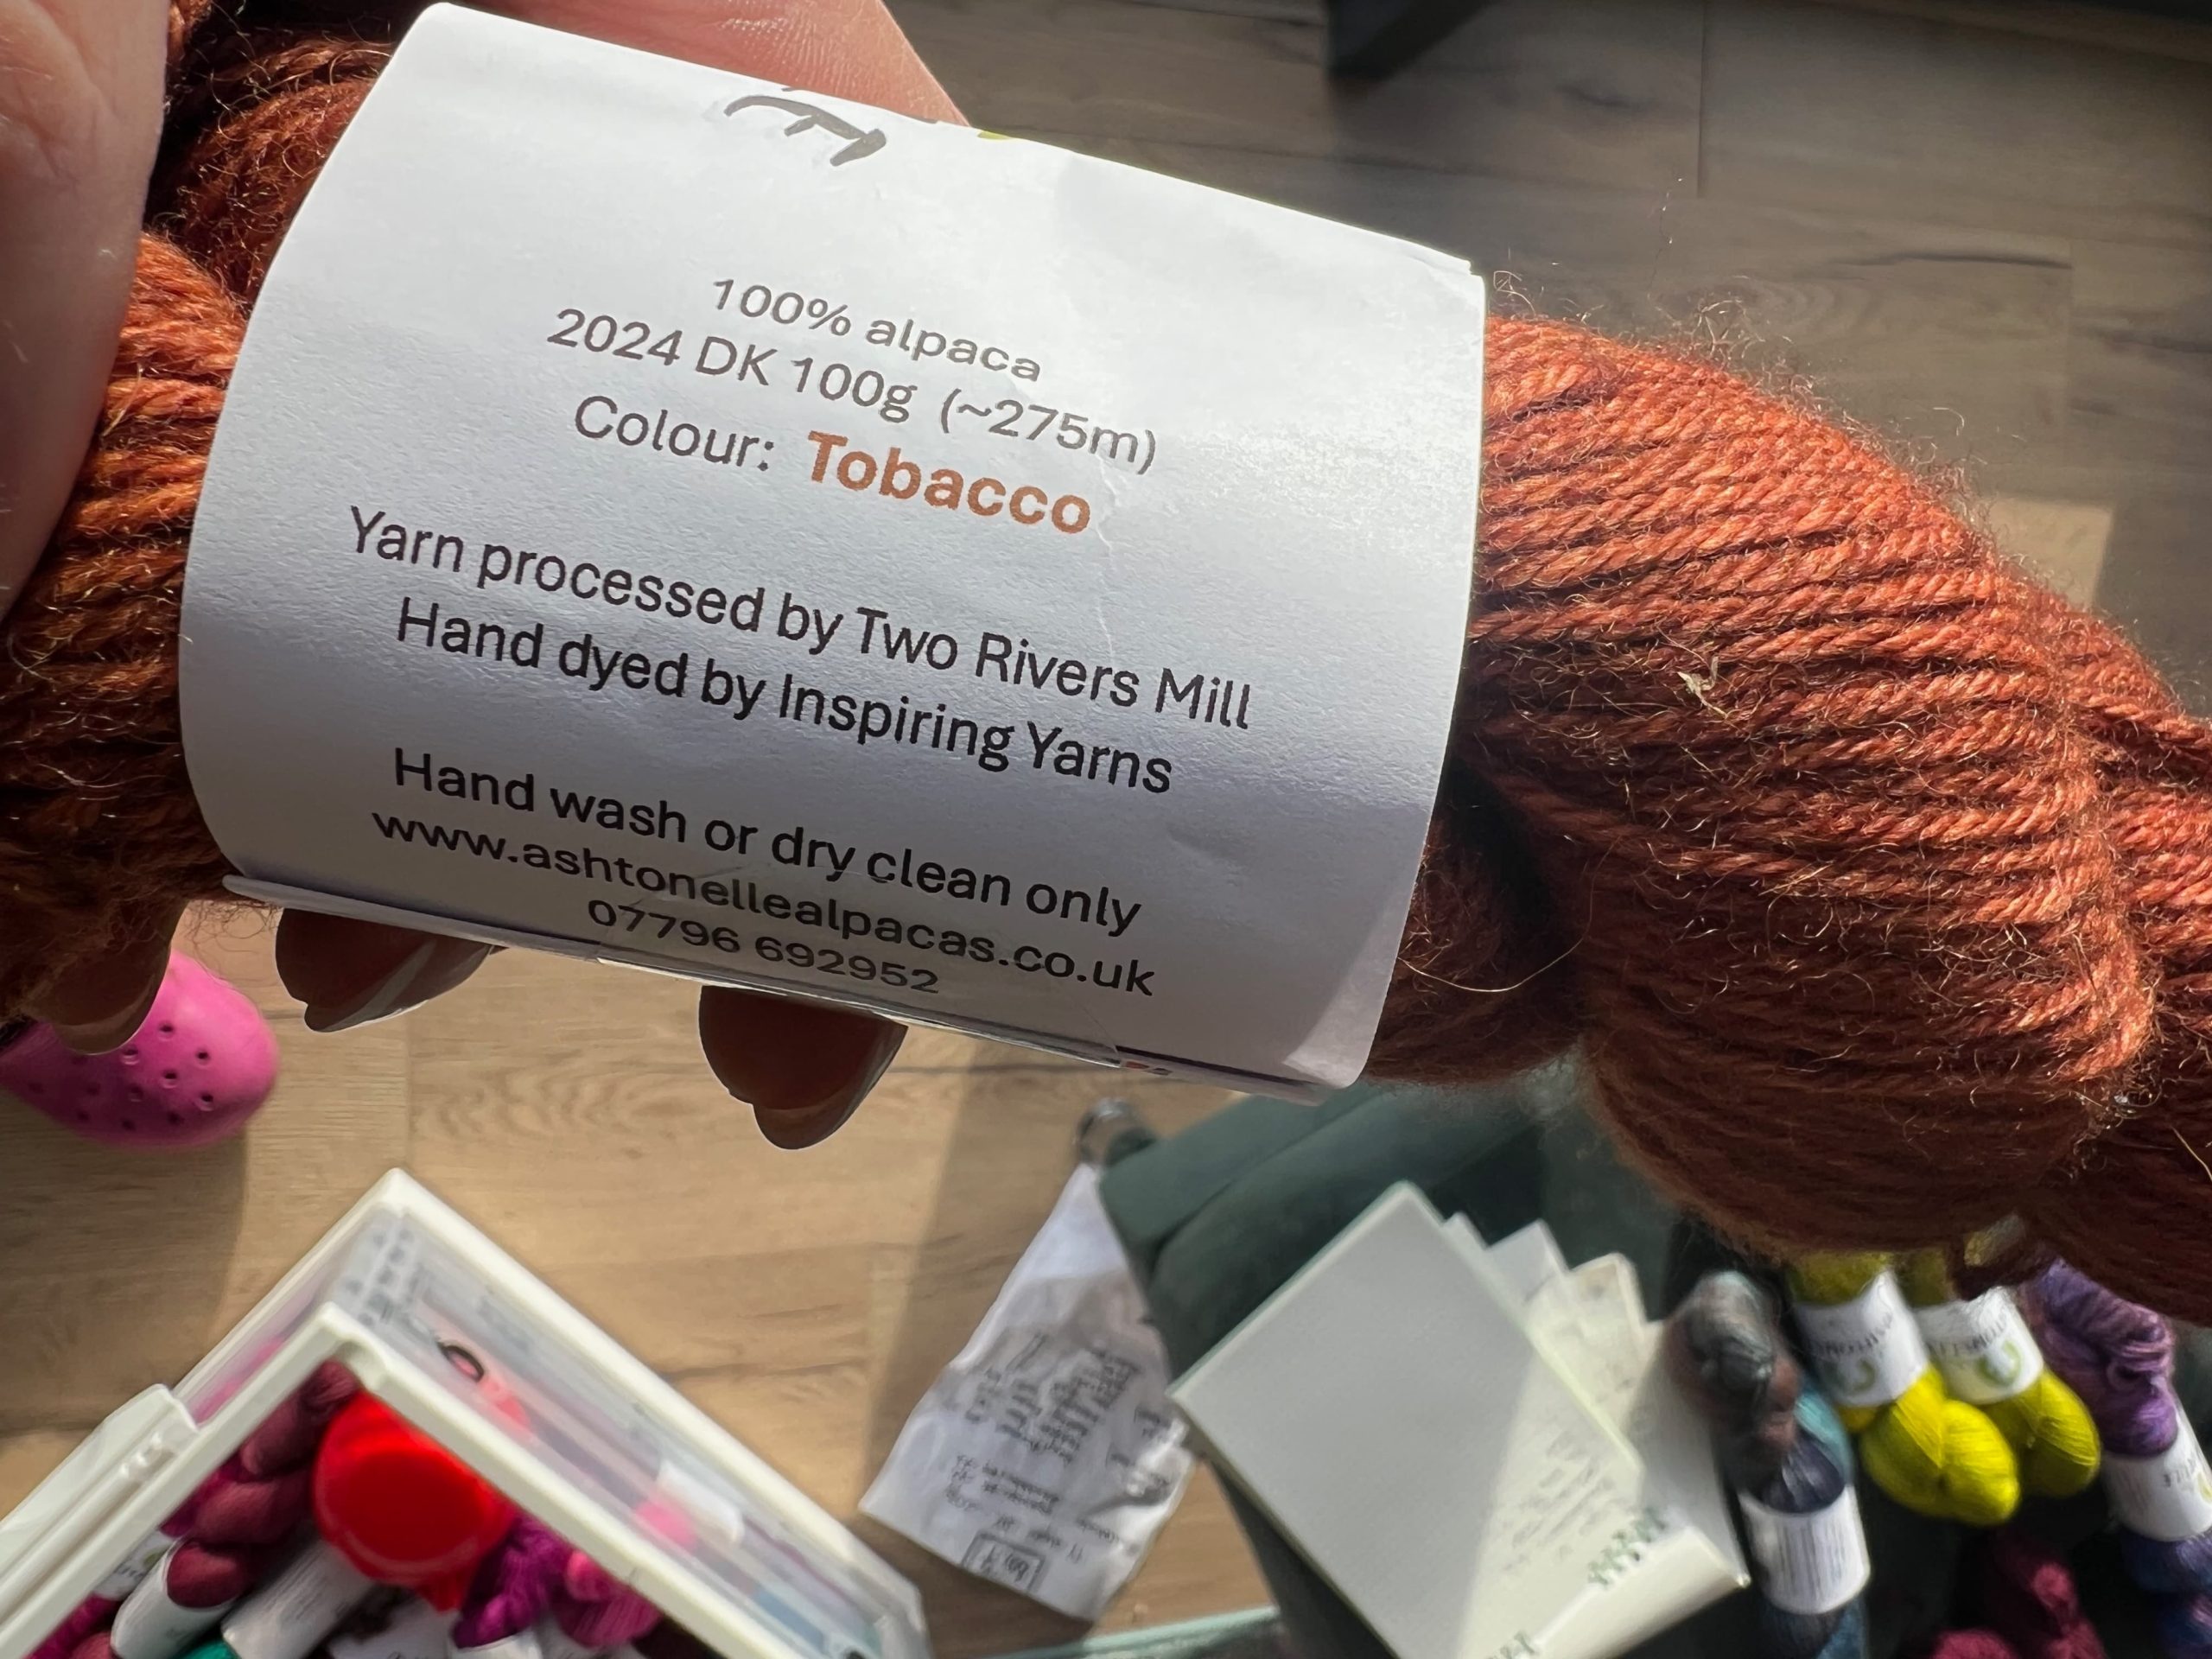 100% alpaca
2024 DK 100g (~275m)
Colour: Tobacco
Yarn processed by Two Rivers Mill
Hand dyed by Inspiring Yarns
Hand wash or dry clean only
www.ashtonellealpacas.co.uk
07796 692952